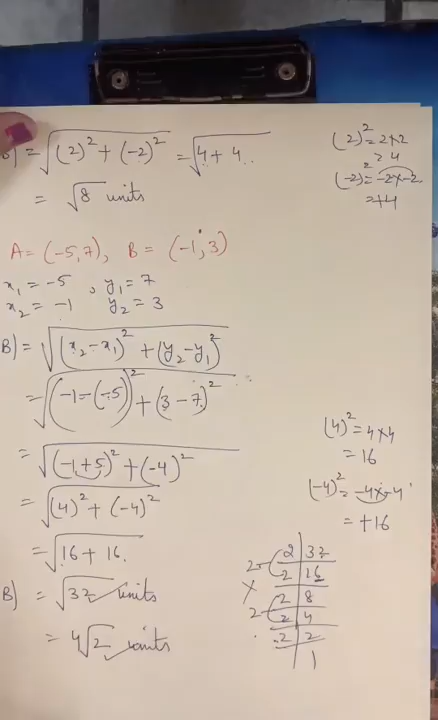 ) = √(2)² + (-2)² = √4 + 4
= √8 units
(2)² = 2×2
= 4
(-2)² = -2×-2
= +4
A = (-5, 7), B = (-1, 3)
x₁ = -5, y₁ = 7
x₂ = -1, y₂ = 3
B) = √(x₂-x₁)² + (y₂-y₁)²
= √(-1-(-5))² + (3-7)²
= √(-1+5)² + (-4)²
= √(4)² + (-4)²
= √16 + 16
B) = √32 units
= 4√2 units
(4)² = 4×4
= 16
(-4)² = -4×-4
= +16
2 2 | 32
2 | 16
× 2 | 8
2 2 | 4
2 | 2
| 1